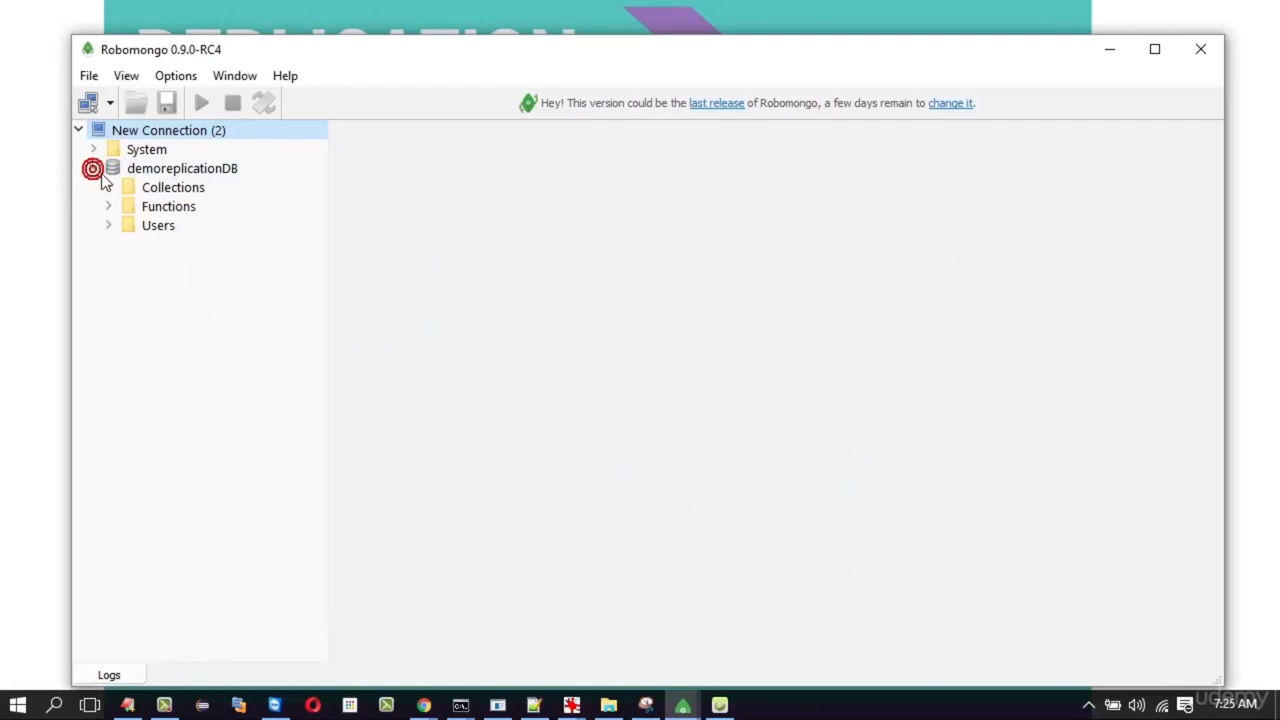 REPLICATION
Robomongo 0.9.0-RC4
File View Options Window Help
Hey! This version could be the last release of Robomongo, a few days remain to change it.
New Connection (2)
System
demoreplicationDB
Collections
Functions
Users
Logs
udemy
7:25 AM